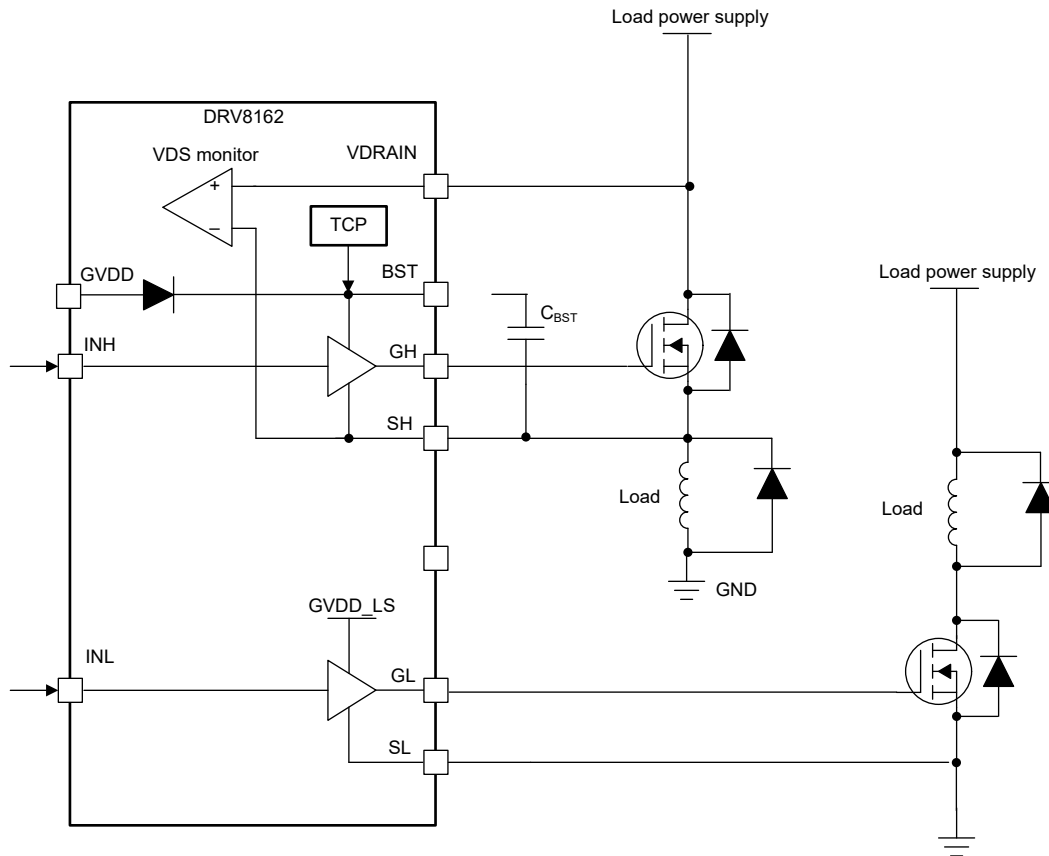 Load power supply
DRV8162
VDS monitor
VDRAIN
+
−
TCP
GVDD
BST
Load power supply
CBST
INH
GH
SH
Load
Load
GND
GVDD_LS
INL
GL
SL